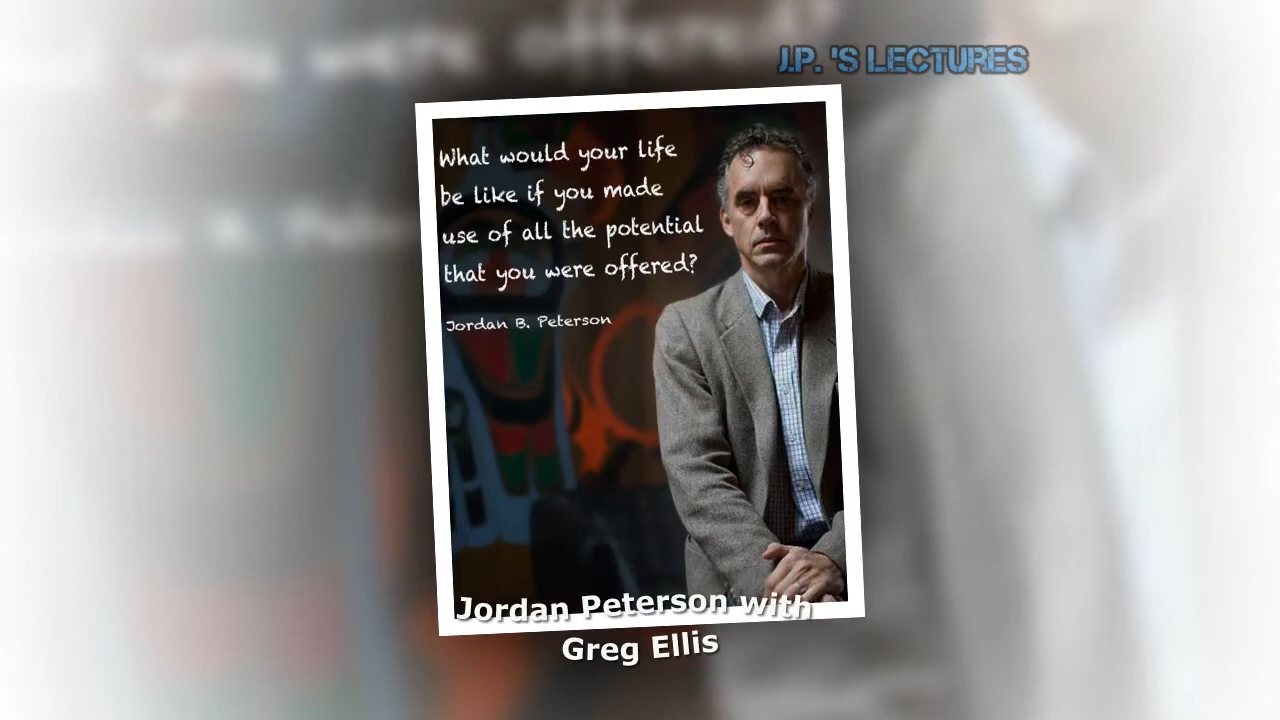 J.P. 'S LECTURES
What would your life
be like if you made
use of all the potential
that you were offered?
Jordan B. Peterson
Jordan Peterson with
Greg Ellis